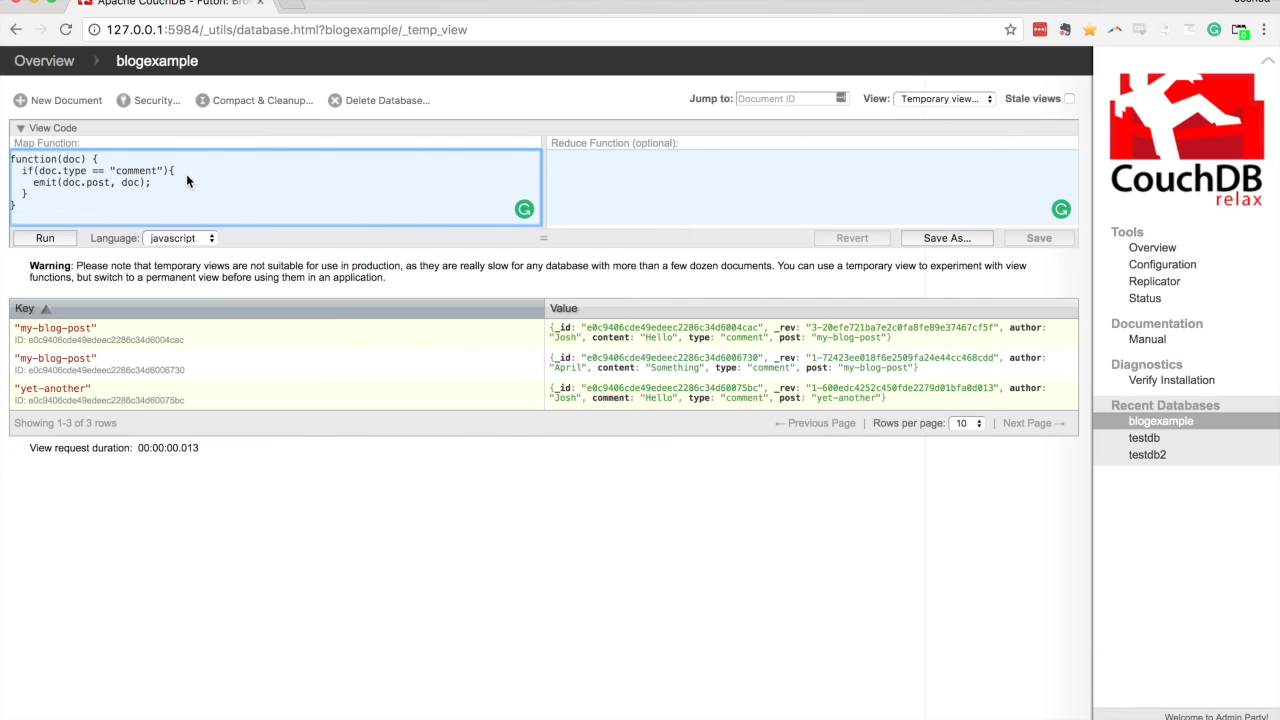 Apache CouchDB - Futon: Bro
Joshua
127.0.0.1:5984/_utils/database.html?blogexample/_temp_view
0
Overview
blogexample
New Document
Security...
Compact & Cleanup...
Delete Database...
Jump to:
Document ID
View:
Temporary view...
Stale views
View Code
Map Function:
Reduce Function (optional):
function(doc) {
if(doc.type == "comment"){
emit(doc.post, doc);
}
}
Run
Language:
javascript
Revert
Save As...
Save
Warning: Please note that temporary views are not suitable for use in production, as they are really slow for any database with more than a few dozen documents. You can use a temporary view to experiment with view
functions, but switch to a permanent view before using them in an application.
Key
Value
"my-blog-post"
ID: e0c9406cde49edeec2286c34d6004cac
{_id: "e0c9406cde49edeec2286c34d6004cac", _rev: "3-20efe721ba7e2c0fa8fe89e37467cf5f", author:
"Josh", content: "Hello", type: "comment", post: "my-blog-post"}
"my-blog-post"
ID: e0c9406cde49edeec2286c34d6006730
{_id: "e0c9406cde49edeec2286c34d6006730", _rev: "1-72423ee018f6e2509fa24e44cc468cdd", author:
"April", content: "Something", type: "comment", post: "my-blog-post"}
"yet-another"
ID: e0c9406cde49edeec2286c34d60075bc
{_id: "e0c9406cde49edeec2286c34d60075bc", _rev: "1-600edc4252c450fde2279d01bfa0d013", author:
"Josh", comment: "Hello", type: "comment", post: "yet-another"}
Showing 1-3 of 3 rows
← Previous Page
Rows per page:
10
Next Page →
View request duration: 00:00:00.013
CouchDB
relax
Tools
Overview
Configuration
Replicator
Status
Documentation
Manual
Diagnostics
Verify Installation
Recent Databases
blogexample
testdb
testdb2
Welcome to Admin Party!